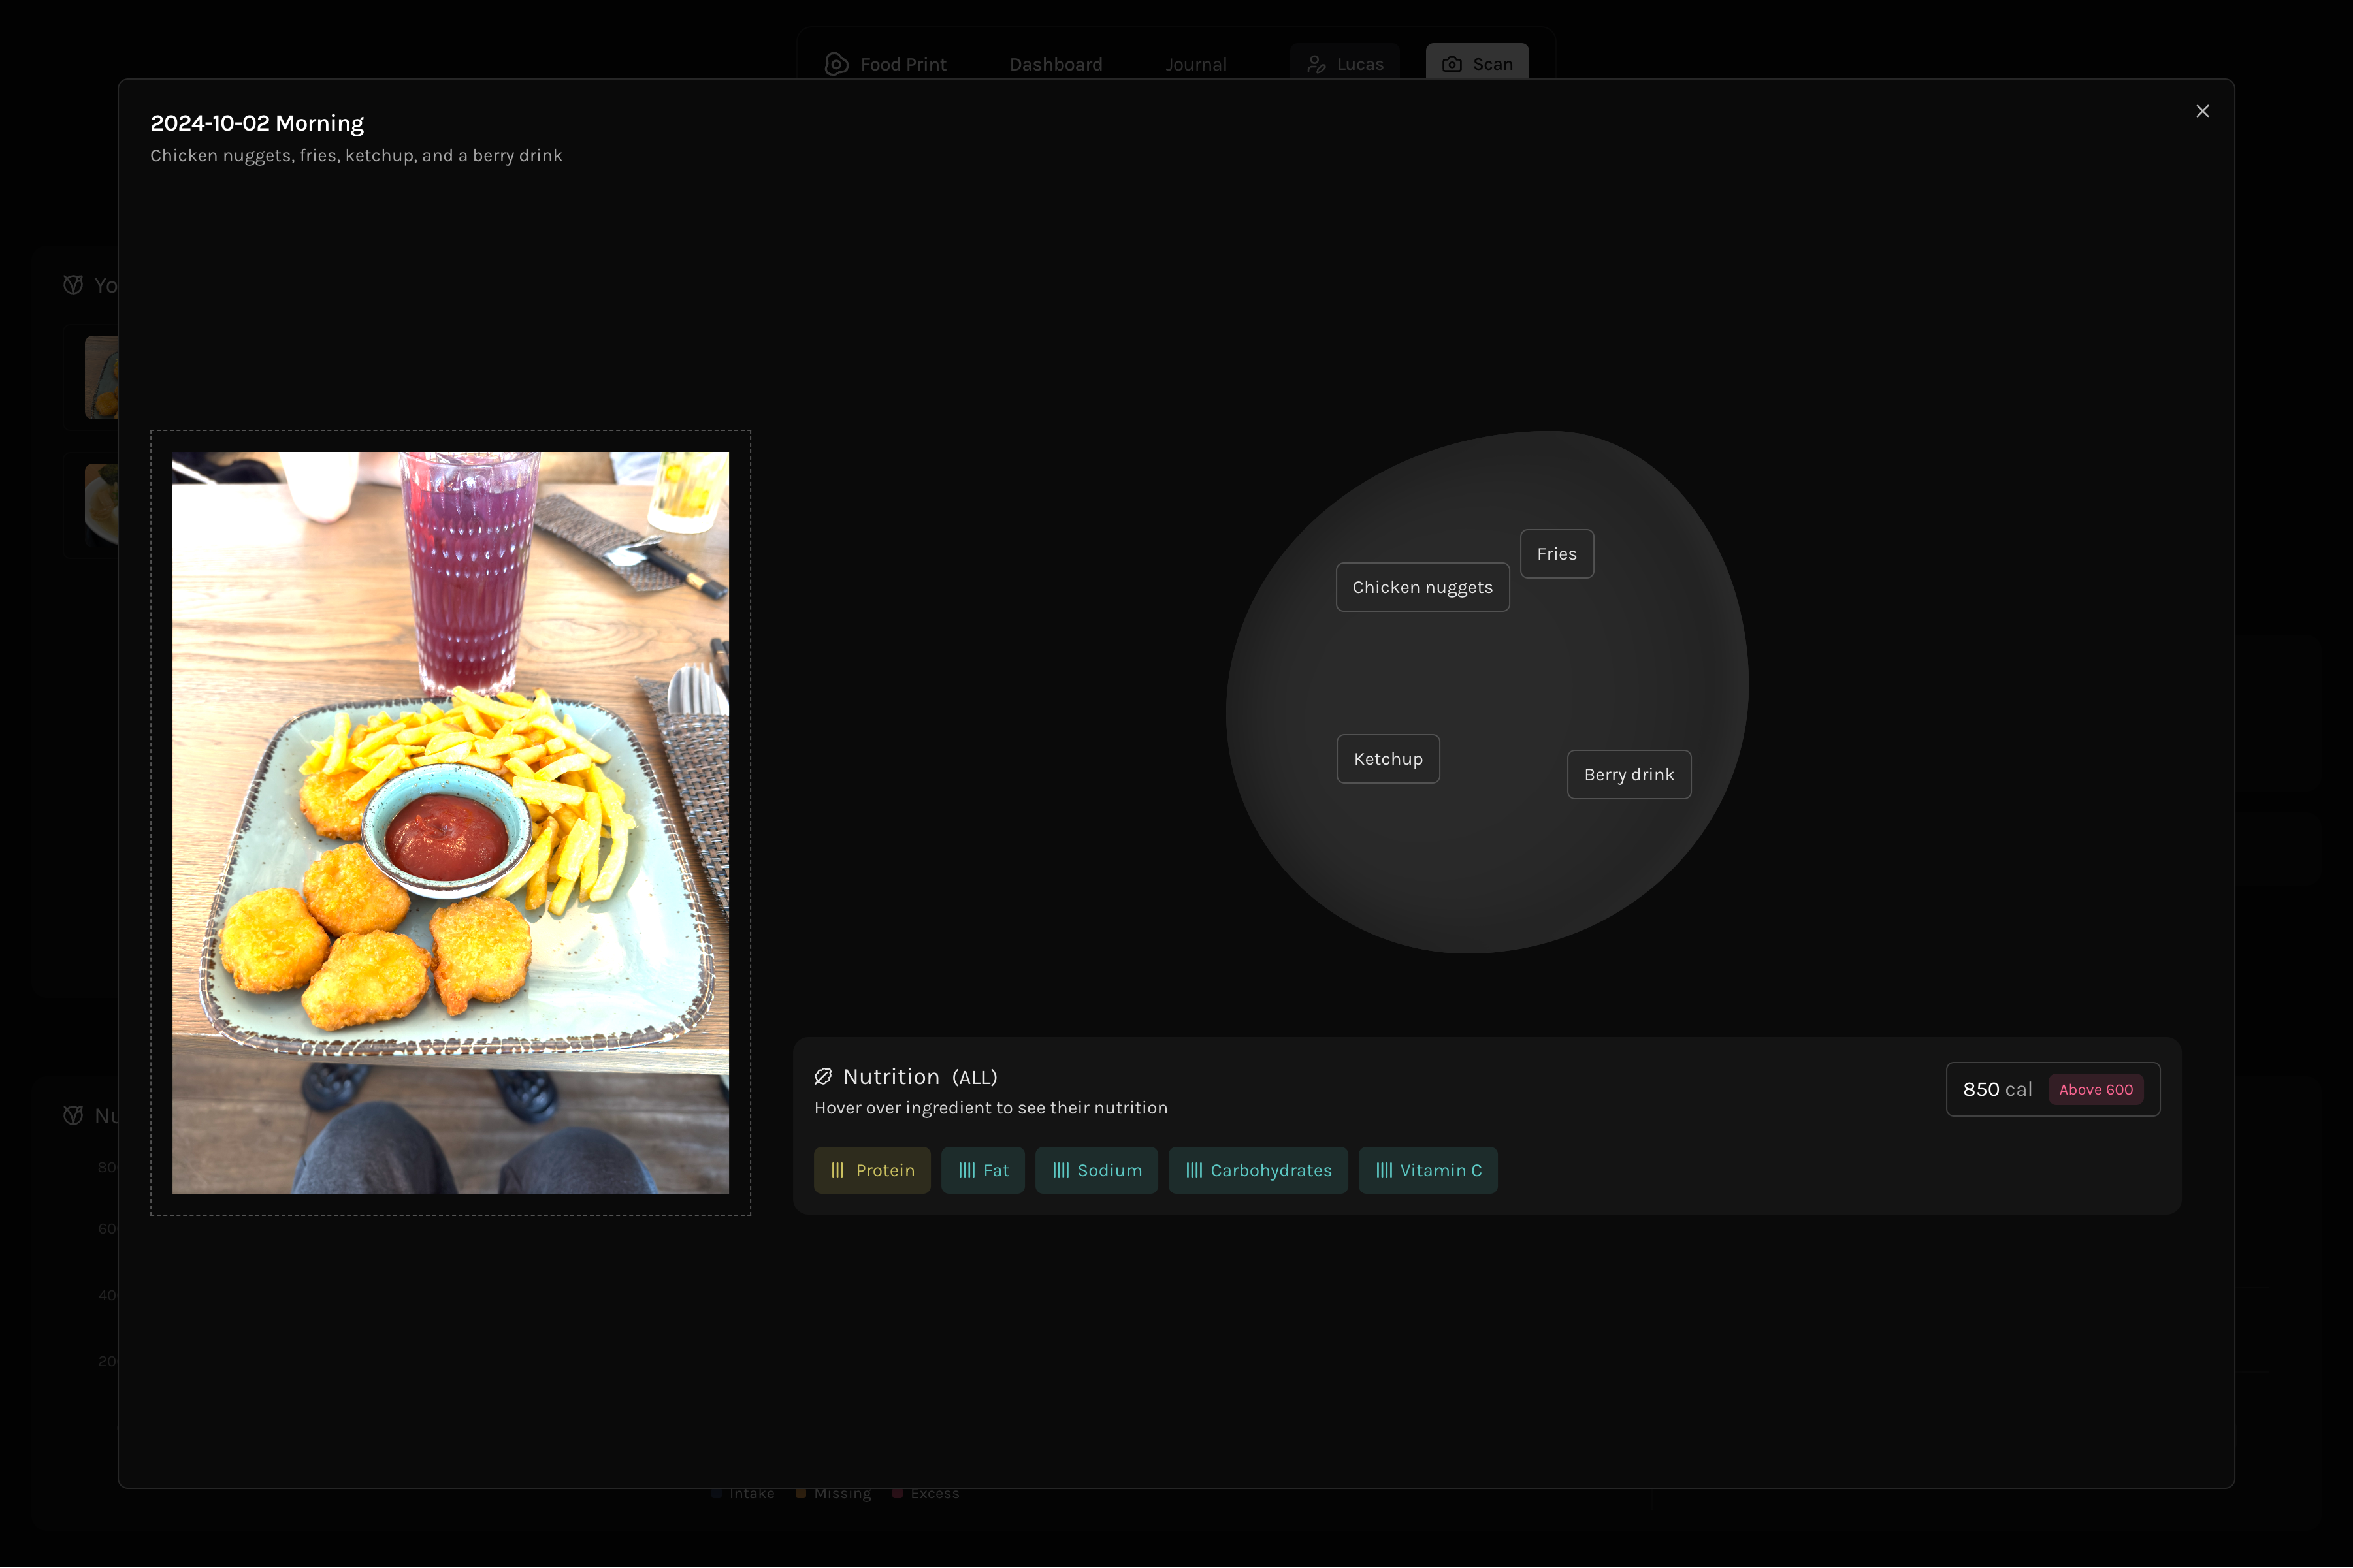 Food Print Dashboard Journal Lucas Scan
2024-10-02 Morning
Chicken nuggets, fries, ketchup, and a berry drink
Yo
Fries
Chicken nuggets
Ketchup
Berry drink
Nutrition (ALL)
850 cal Above 600
Hover over ingredient to see their nutrition
Nu
Protein Fat Sodium Carbohydrates Vitamin C
80
60
40
20
Intake Missing Excess